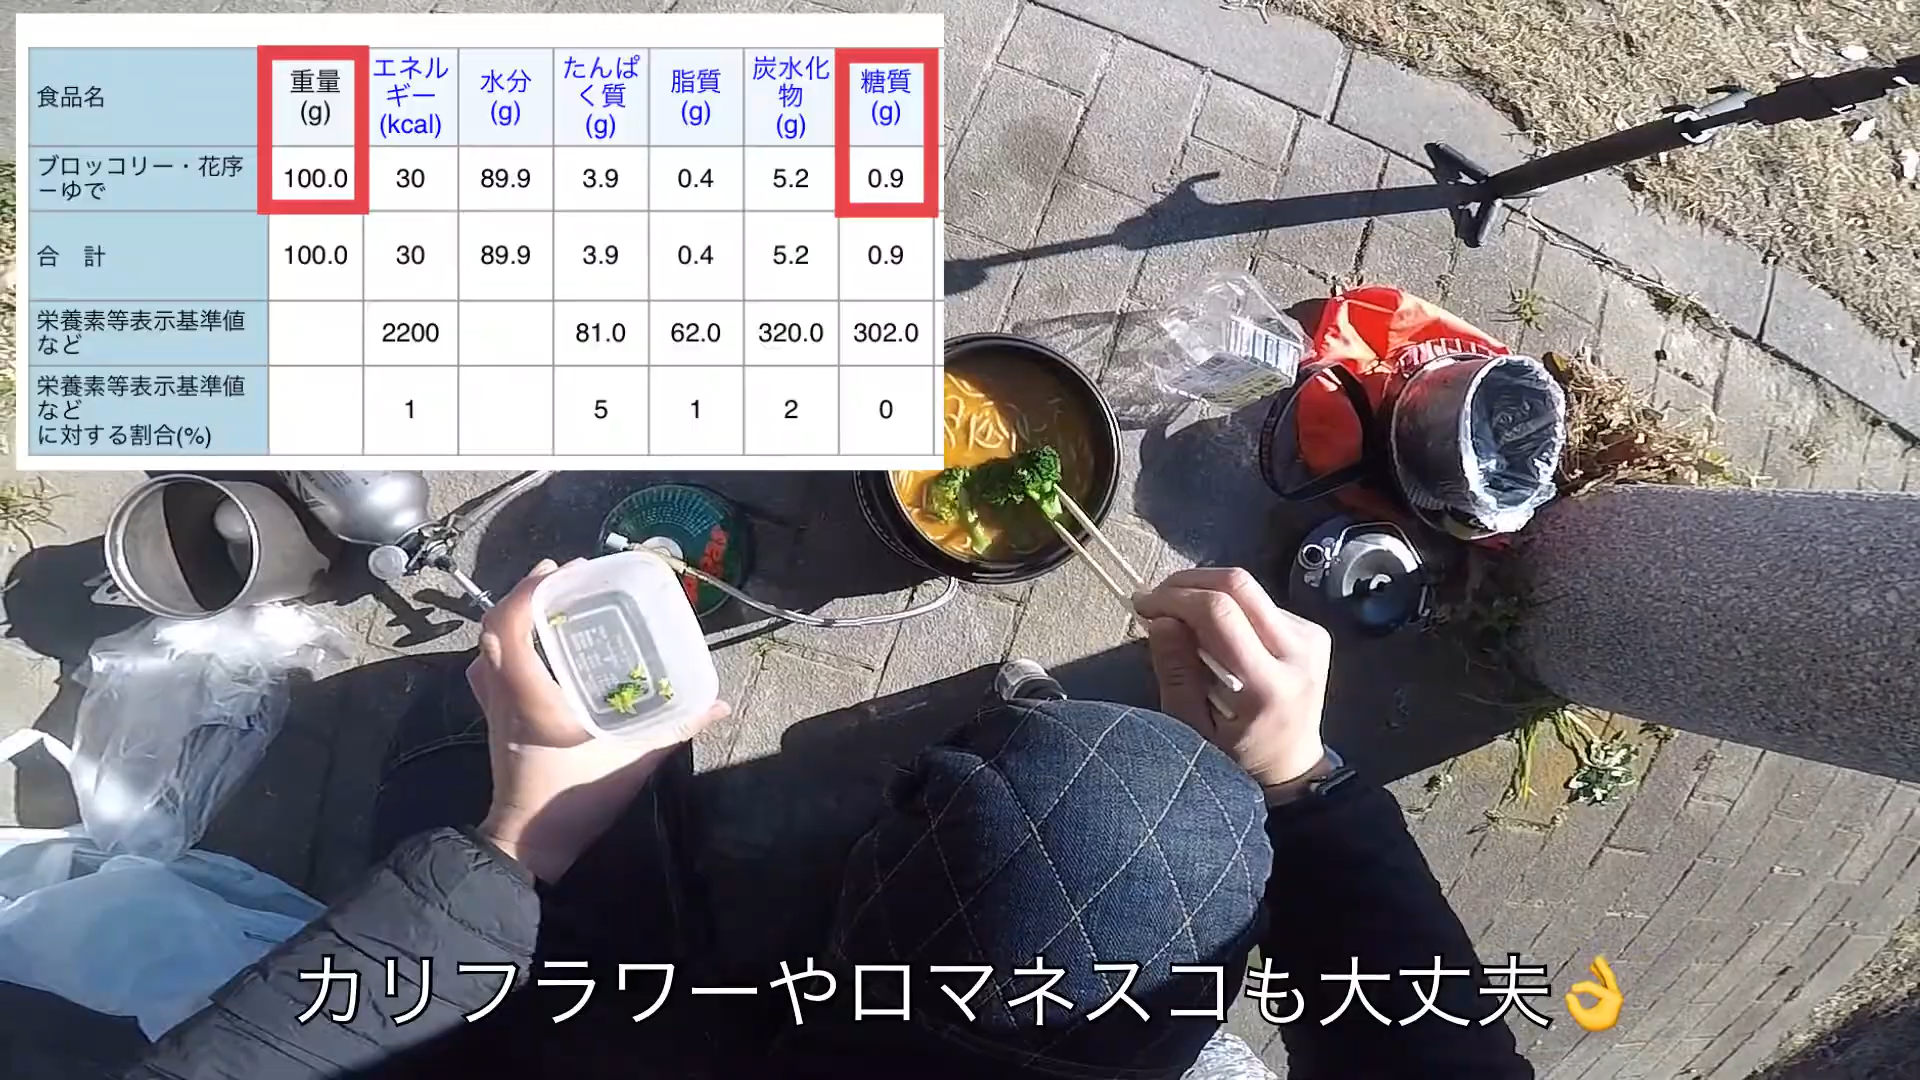 食品名 重量(g) エネルギー(kcal) 水分(g) たんぱく質(g) 脂質(g) 炭水化物(g) 糖質(g)
ブロッコリー・花序－ゆで 100.0 30 89.9 3.9 0.4 5.2 0.9
合　計 100.0 30 89.9 3.9 0.4 5.2 0.9
栄養素等表示基準値など 2200 81.0 62.0 320.0 302.0
栄養素等表示基準値などに対する割合(%) 1 5 1 2 0
カリフラワーやロマネスコも大丈夫👌